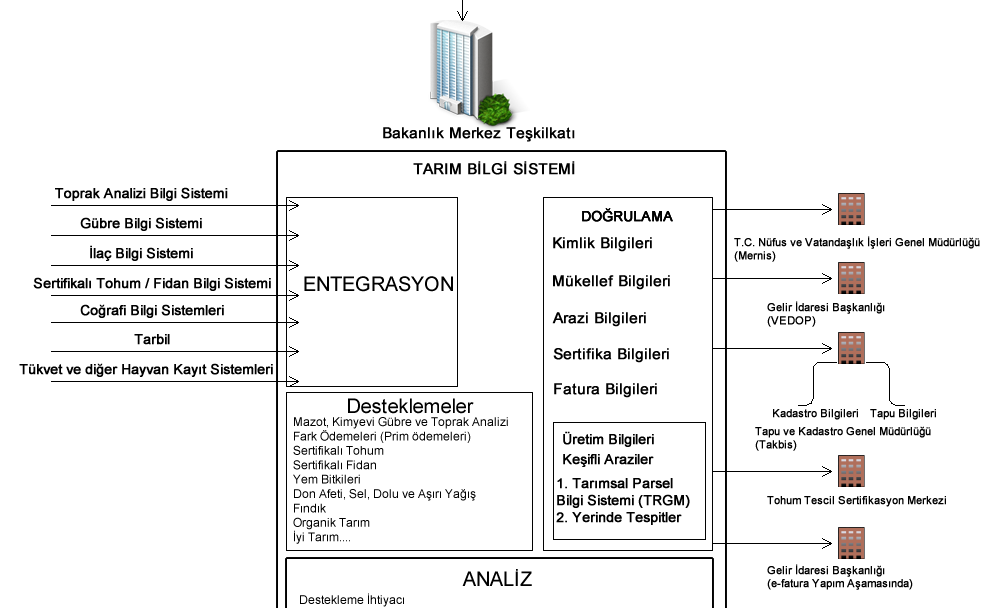 Bakanlık Merkez Teşkilkatı
TARIM BİLGİ SİSTEMİ
Toprak Analizi Bilgi Sistemi
Gübre Bilgi Sistemi
İlaç Bilgi Sistemi
Sertifikalı Tohum / Fidan Bilgi Sistemi
Coğrafi Bilgi Sistemleri
Tarbil
Tükvet ve diğer Hayvan Kayıt Sistemleri
ENTEGRASYON
Desteklemeler
Mazot, Kimyevi Gübre ve Toprak Analizi
Fark Ödemeleri (Prim ödemeleri)
Sertifikalı Tohum
Sertifikalı Fidan
Yem Bitkileri
Don Afeti, Sel, Dolu ve Aşırı Yağış
Fındık
Organik Tarım
İyi Tarım....
DOĞRULAMA
Kimlik Bilgileri
Mükellef Bilgileri
Arazi Bilgileri
Sertifika Bilgileri
Fatura Bilgileri
Üretim Bilgileri
Keşifli Araziler
1. Tarımsal Parsel
Bilgi Sistemi (TRGM)
2. Yerinde Tespitler
T.C. Nüfus ve Vatandaşlık İşleri Genel Müdürlüğü
(Mernis)
Gelir İdaresi Başkanlığı
(VEDOP)
Kadastro Bilgileri
Tapu Bilgileri
Tapu ve Kadastro Genel Müdürlüğü
(Takbis)
Tohum Tescil Sertifikasyon Merkezi
Gelir İdaresi Başkanlığı
(e-fatura Yapım Aşamasında)
ANALİZ
Destekleme İhtiyacı